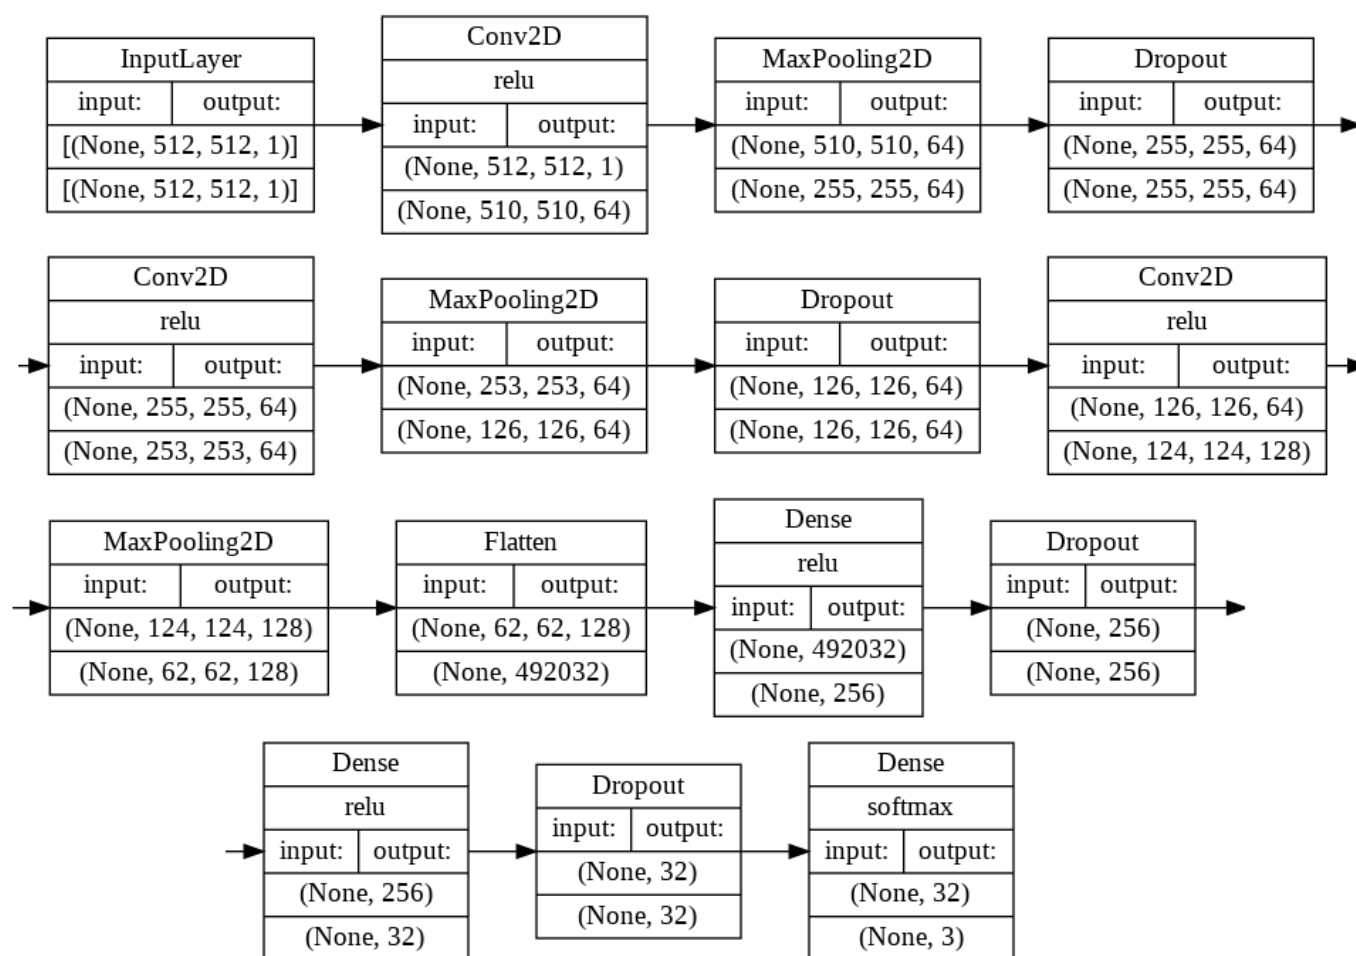 InputLayer
input: output:
[(None, 512, 512, 1)]
[(None, 512, 512, 1)]
Conv2D
relu
input: output:
(None, 512, 512, 1)
(None, 510, 510, 64)
MaxPooling2D
input: output:
(None, 510, 510, 64)
(None, 255, 255, 64)
Dropout
input: output:
(None, 255, 255, 64)
(None, 255, 255, 64)
Conv2D
relu
input: output:
(None, 255, 255, 64)
(None, 253, 253, 64)
MaxPooling2D
input: output:
(None, 253, 253, 64)
(None, 126, 126, 64)
Dropout
input: output:
(None, 126, 126, 64)
(None, 126, 126, 64)
Conv2D
relu
input: output:
(None, 126, 126, 64)
(None, 124, 124, 128)
MaxPooling2D
input: output:
(None, 124, 124, 128)
(None, 62, 62, 128)
Flatten
input: output:
(None, 62, 62, 128)
(None, 492032)
Dense
relu
input: output:
(None, 492032)
(None, 256)
Dropout
input: output:
(None, 256)
(None, 256)
Dense
relu
input: output:
(None, 256)
(None, 32)
Dropout
input: output:
(None, 32)
(None, 32)
Dense
softmax
input: output:
(None, 32)
(None, 3)